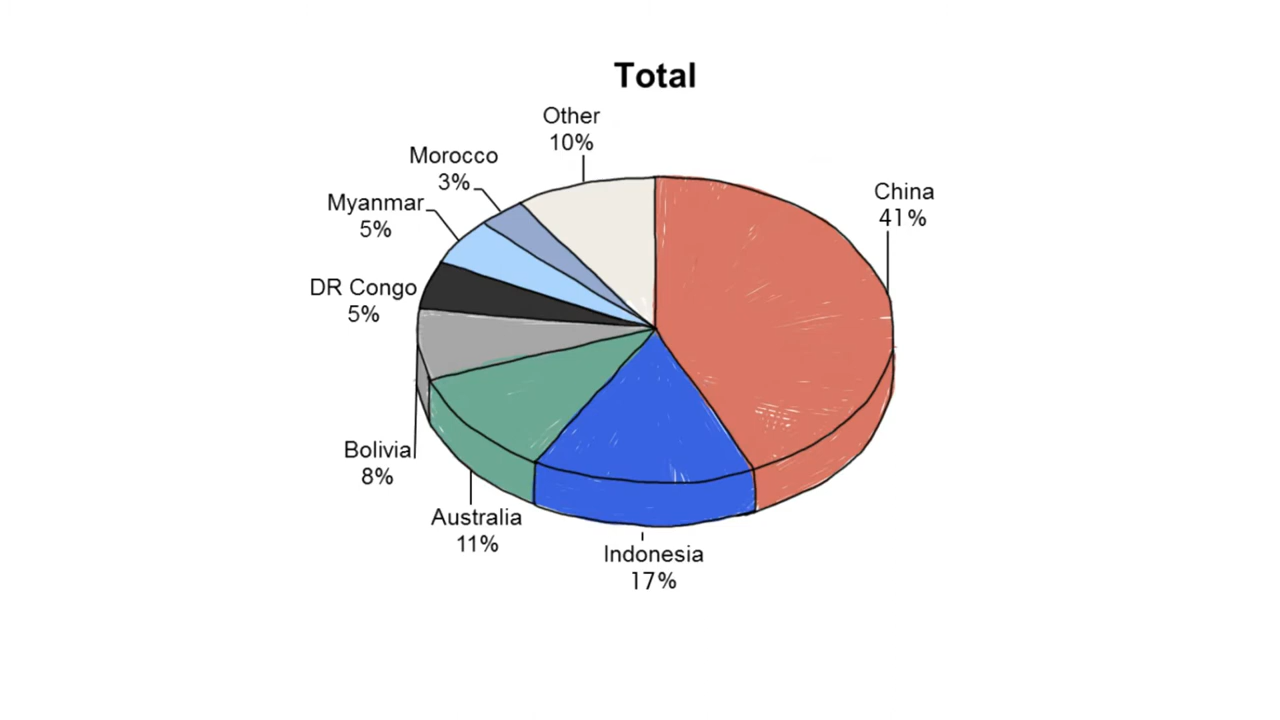 Total
Other
10%
Morocco
3%
China
41%
Myanmar
5%
DR Congo
5%
Bolivia
8%
Australia
11%
Indonesia
17%